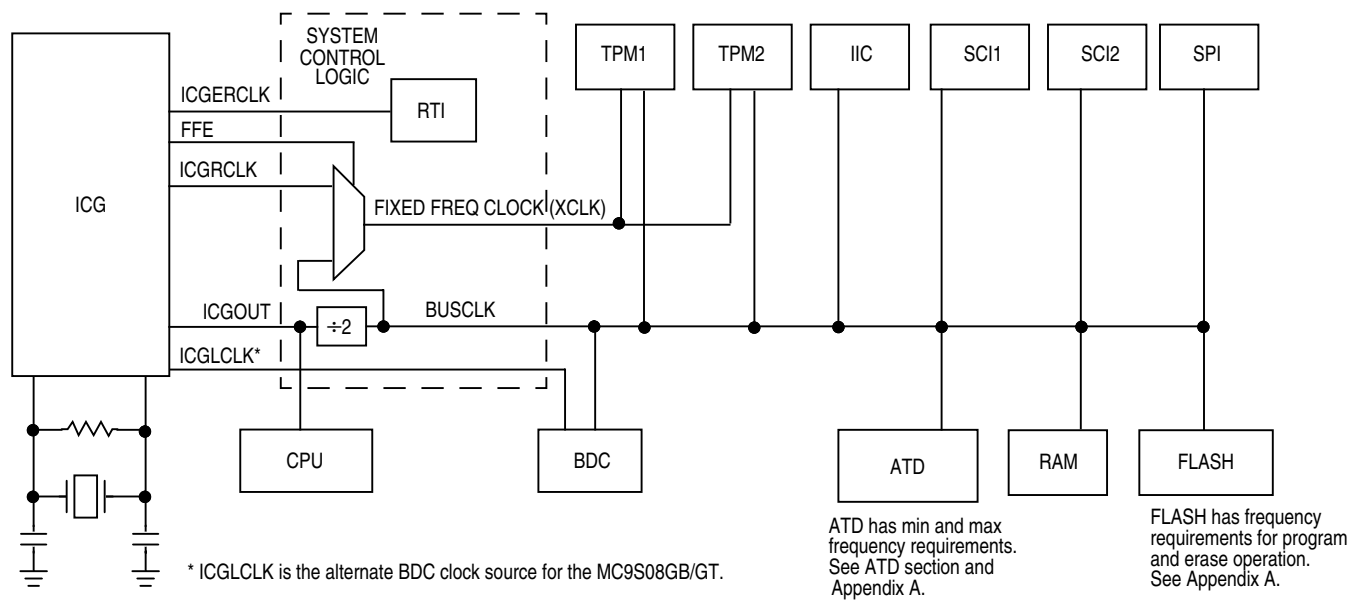 SYSTEM
CONTROL
LOGIC
TPM1
TPM2
IIC
SCI1
SCI2
SPI
ICGERCLK
RTI
FFE
ICGRCLK
ICG
FIXED FREQ CLOCK (XCLK)
ICGOUT
÷2
BUSCLK
ICGLCLK*
CPU
BDC
ATD
RAM
FLASH
ATD has min and max
frequency requirements.
See ATD section and
Appendix A.
FLASH has frequency
requirements for program
and erase operation.
See Appendix A.
* ICGLCLK is the alternate BDC clock source for the MC9S08GB/GT.